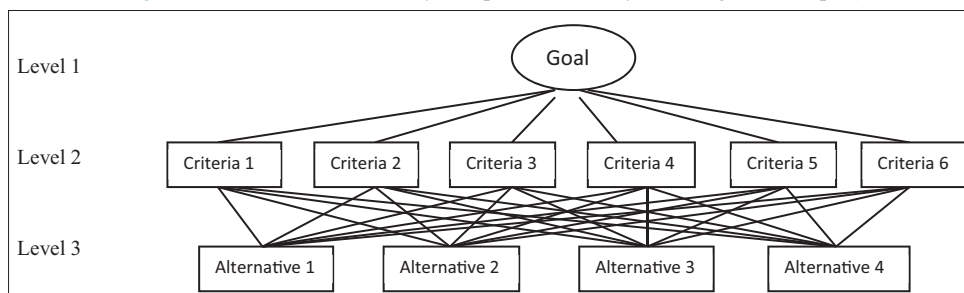 Goal
Level 1
Level 2
Criteria 1 Criteria 2 Criteria 3 Criteria 4 Criteria 5 Criteria 6
Level 3
Alternative 1 Alternative 2 Alternative 3 Alternative 4